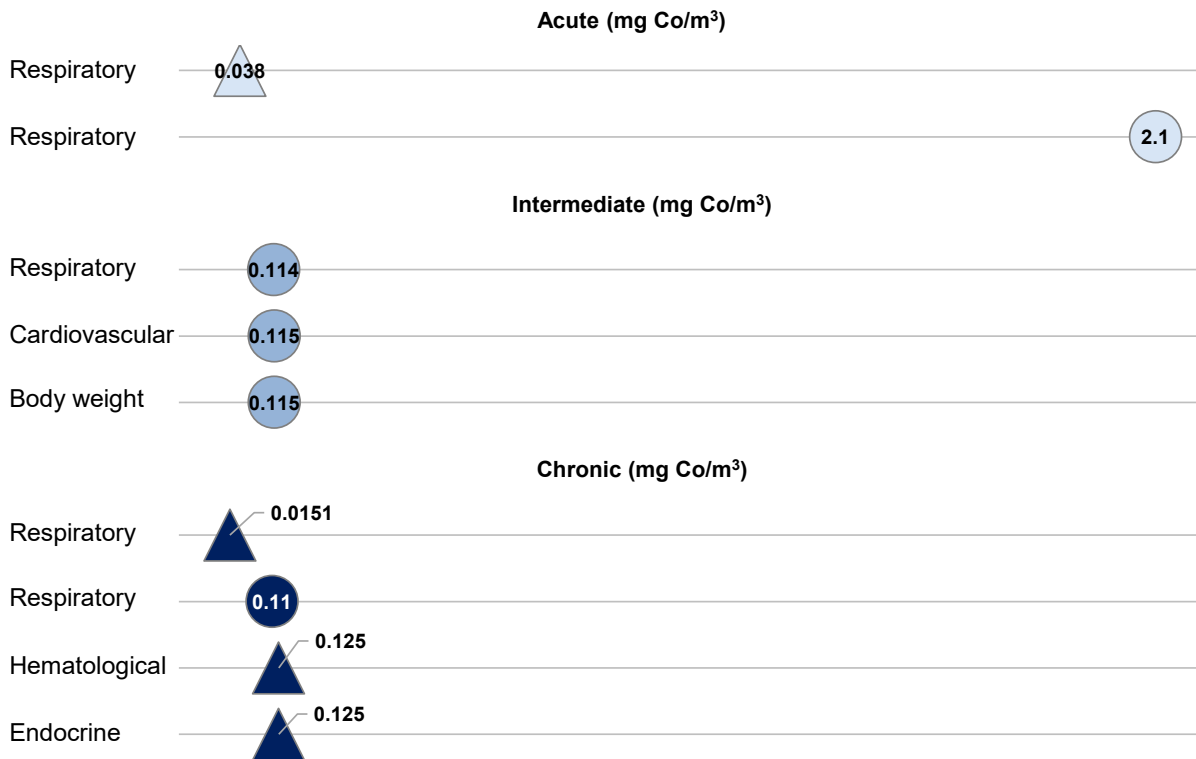 Acute (mg Co/m³)
Respiratory 0.038
Respiratory 2.1
Intermediate (mg Co/m³)
Respiratory 0.114
Cardiovascular 0.115
Body weight 0.115
Chronic (mg Co/m³)
Respiratory 0.0151
Respiratory 0.11
Hematological 0.125
Endocrine 0.125